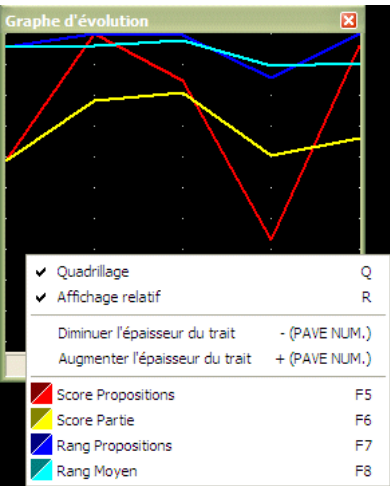 Graphe d'évolution
Quadrillage Q
Affichage relatif R
Diminuer l'épaisseur du trait - (PAVE NUM.)
Augmenter l'épaisseur du trait + (PAVE NUM.)
Score Propositions F5
Score Partie F6
Rang Propositions F7
Rang Moyen F8